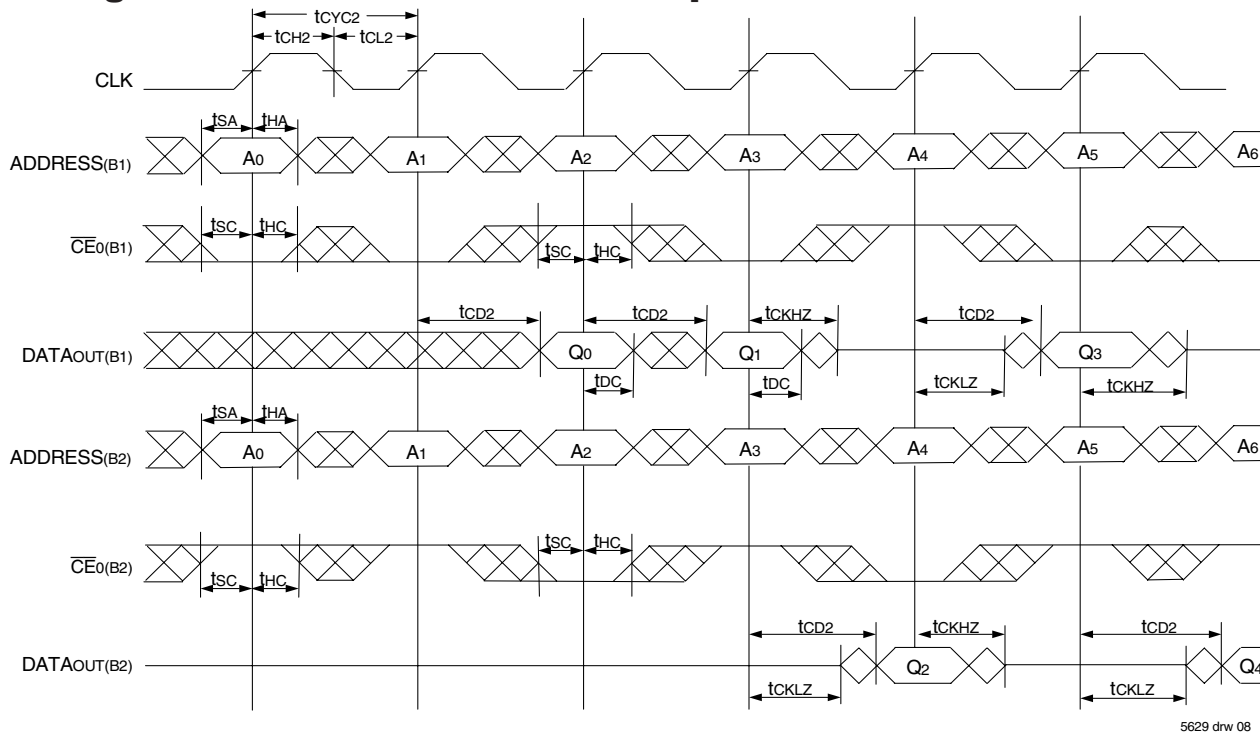 tCYC2
tCH2 tCL2
CLK
tSA tHA
ADDRESS(B1) A0 A1 A2 A3 A4 A5 A6
tSC tHC tSC tHC
CE0(B1)
tCD2 tCD2 tCKHZ tCD2
DATAOUT(B1) Q0 Q1 Q3
tDC tDC tCKLZ tCKHZ
tSA tHA
ADDRESS(B2) A0 A1 A2 A3 A4 A5 A6
tSC tHC
CE0(B2)
tSC tHC
tCD2 tCKHZ tCD2
DATAOUT(B2) Q2 Q4
tCKLZ tCKLZ
5629 drw 08